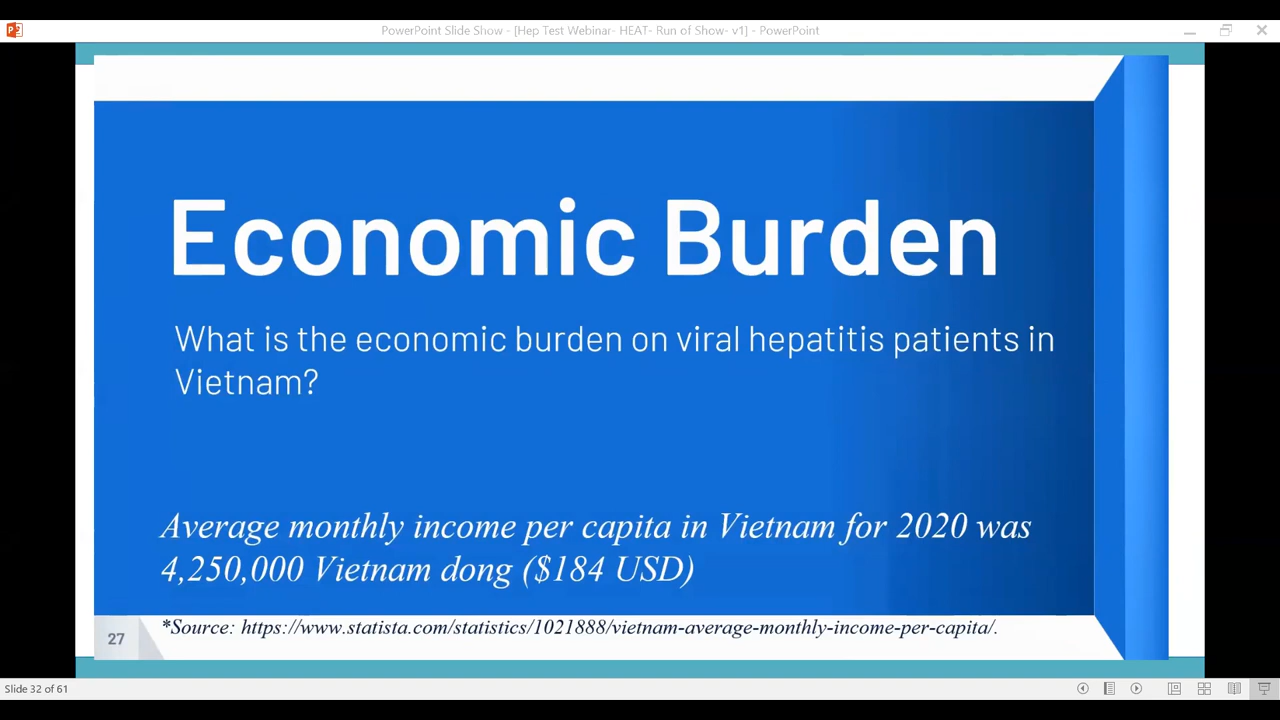 PowerPoint Slide Show - [Hep Test Webinar- HEAT- Run of Show- v1] - PowerPoint
Economic Burden
What is the economic burden on viral hepatitis patients in
Vietnam?
Average monthly income per capita in Vietnam for 2020 was
4,250,000 Vietnam dong ($184 USD)
27
*Source: https://www.statista.com/statistics/1021888/vietnam-average-monthly-income-per-capita/.
Slide 32 of 61